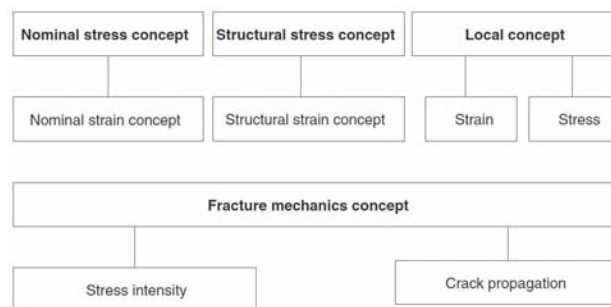 Nominal stress concept
Structural stress concept
Local concept
Nominal strain concept
Structural strain concept
Strain
Stress
Fracture mechanics concept
Stress intensity
Crack propagation